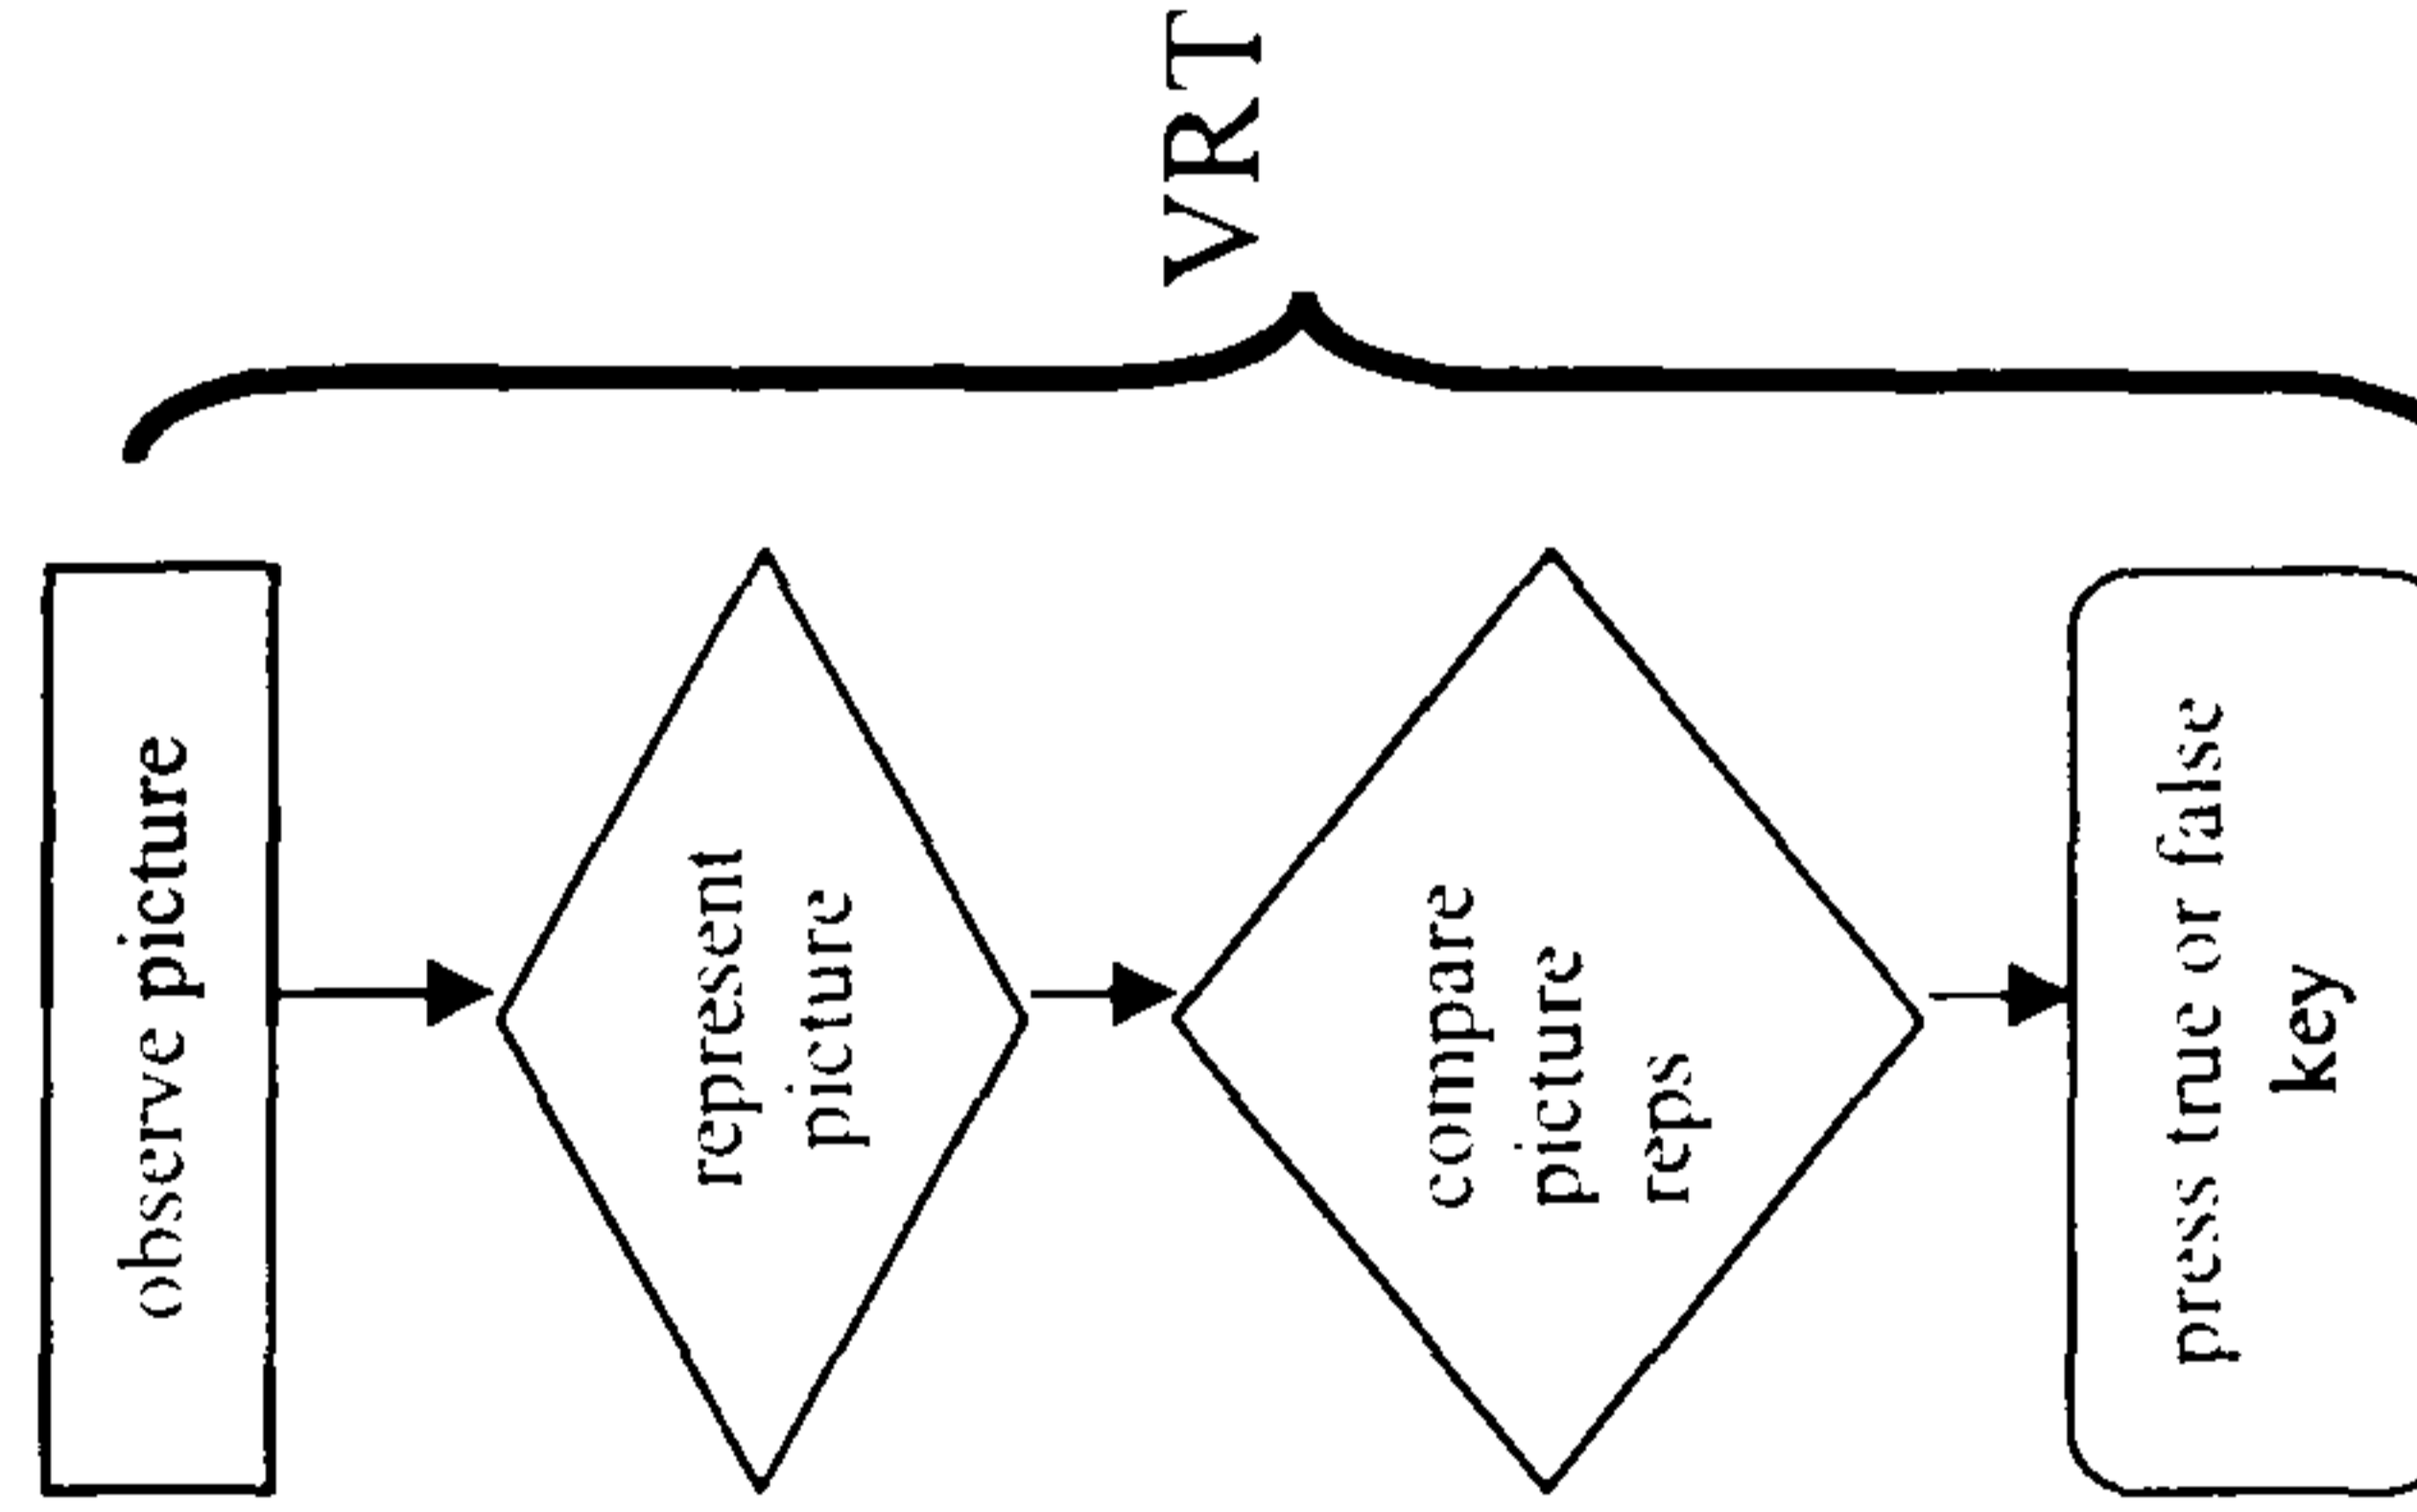 observe picture
represent
picture
compare
picture
reps
press true or false
key
VRT